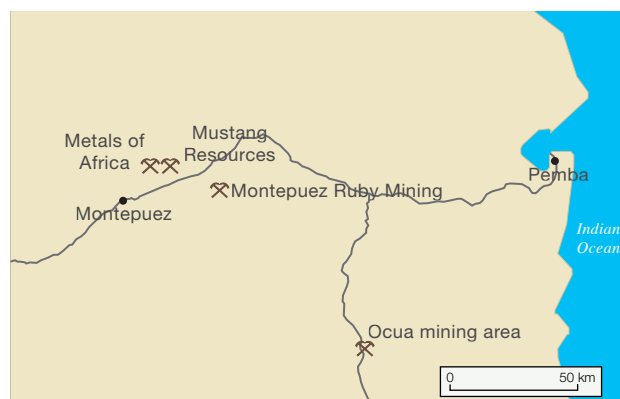 Mustang
Resources
Metals of
Africa
Montepuez Ruby Mining
Montepuez
Pemba
Indian
Ocean
Ocua mining area
0 50 km